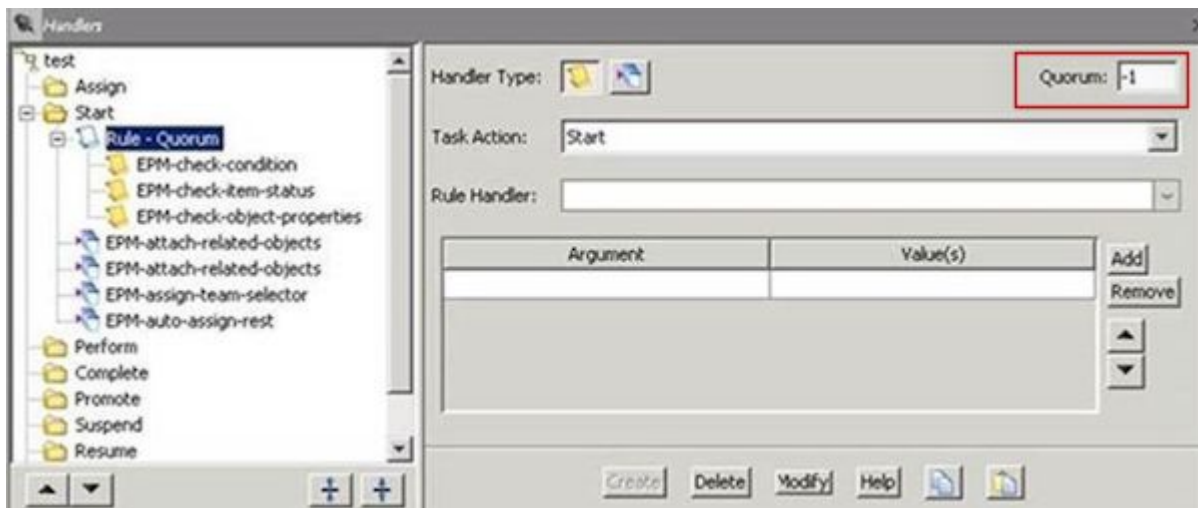 Handlers
test
Assign
Start
Rule - Quorum
EPM-check-condition
EPM-check-item-status
EPM-check-object-properties
EPM-attach-related-objects
EPM-attach-related-objects
EPM-assign-team-selector
EPM-auto-assign-rest
Perform
Complete
Promote
Suspend
Resume
Handler Type:
Quorum: -1
Task Action: Start
Rule Handler:
Argument Value(s)
Add
Remove
Create Delete Modify Help